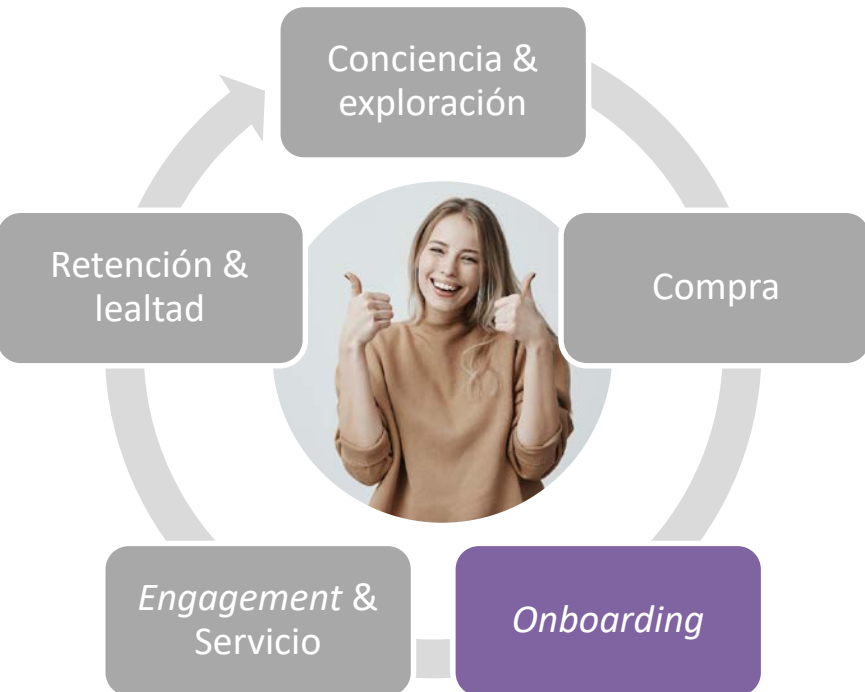 Conciencia &
exploración
Compra
Onboarding
Engagement &
Servicio
Retención &
lealtad